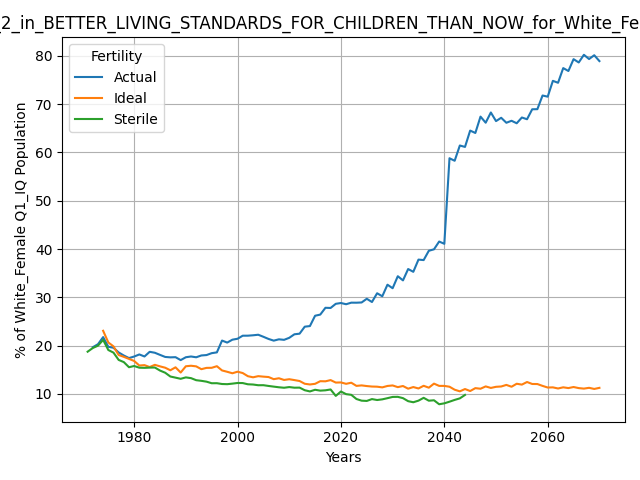 _2_in_BETTER_LIVING_STANDARDS_FOR_CHILDREN_THAN_NOW_for_White_Fe
Fertility
Actual
Ideal
Sterile
% of White_Female Q1_IQ Population
80
70
60
50
40
30
20
10
1980
2000
2020
2040
2060
Years